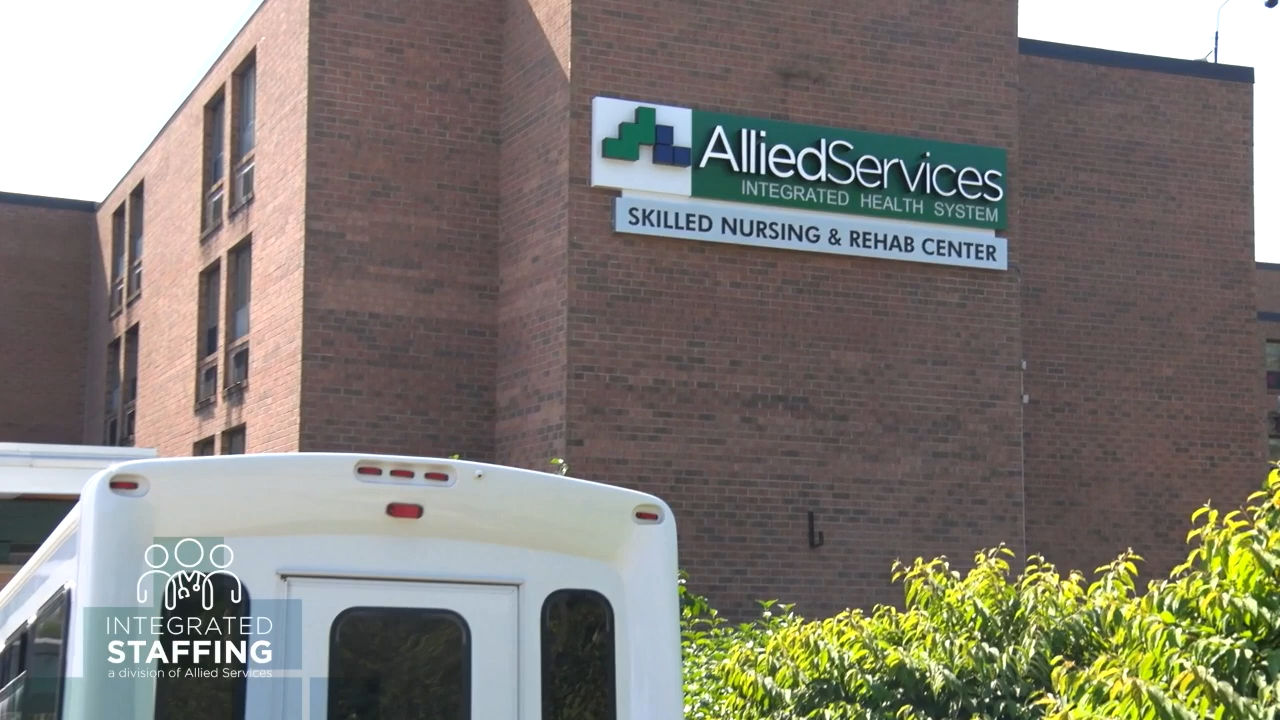 AlliedServices
INTEGRATED HEALTH SYSTEM
SKILLED NURSING & REHAB CENTER
INTEGRATED
STAFFING
a division of Allied Services